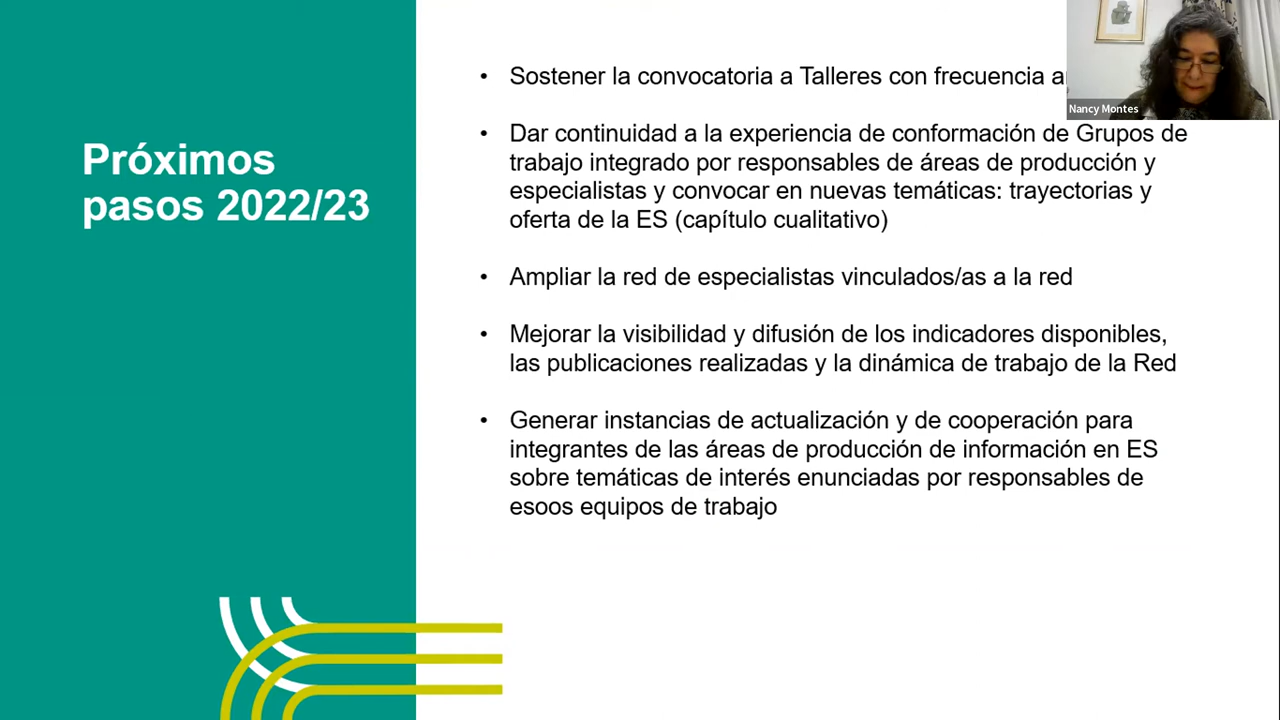 Próximos
pasos 2022/23
• Sostener la convocatoria a Talleres con frecuencia
• Dar continuidad a la experiencia de conformación de Grupos de
trabajo integrado por responsables de áreas de producción y
especialistas y convocar en nuevas temáticas: trayectorias y
oferta de la ES (capítulo cualitativo)
• Ampliar la red de especialistas vinculados/as a la red
• Mejorar la visibilidad y difusión de los indicadores disponibles,
las publicaciones realizadas y la dinámica de trabajo de la Red
• Generar instancias de actualización y de cooperación para
integrantes de las áreas de producción de información en ES
sobre temáticas de interés enunciadas por responsables de
esoos equipos de trabajo
Nancy Montes